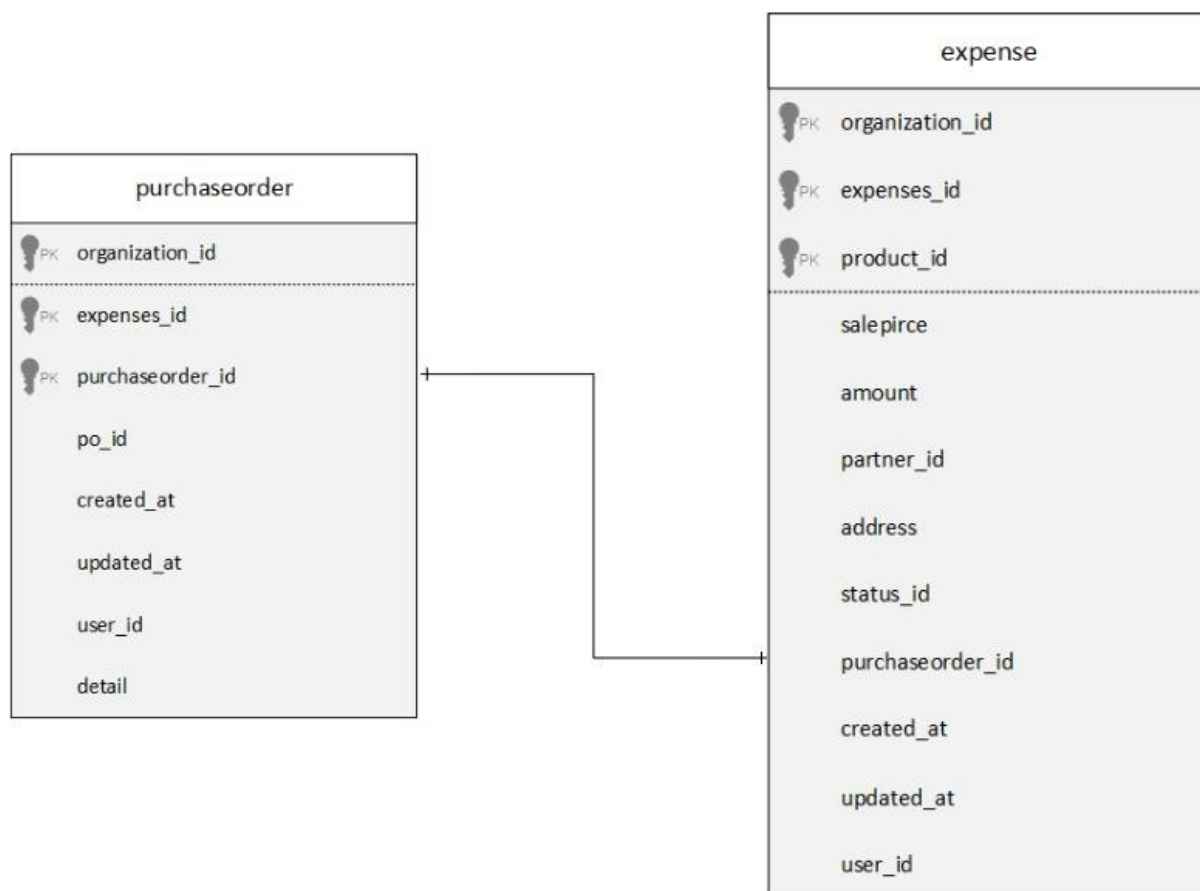 purchaseorder
PK organization_id
PK expenses_id
PK purchaseorder_id
po_id
created_at
updated_at
user_id
detail
expense
PK organization_id
PK expenses_id
PK product_id
salepirce
amount
partner_id
address
status_id
purchaseorder_id
created_at
updated_at
user_id